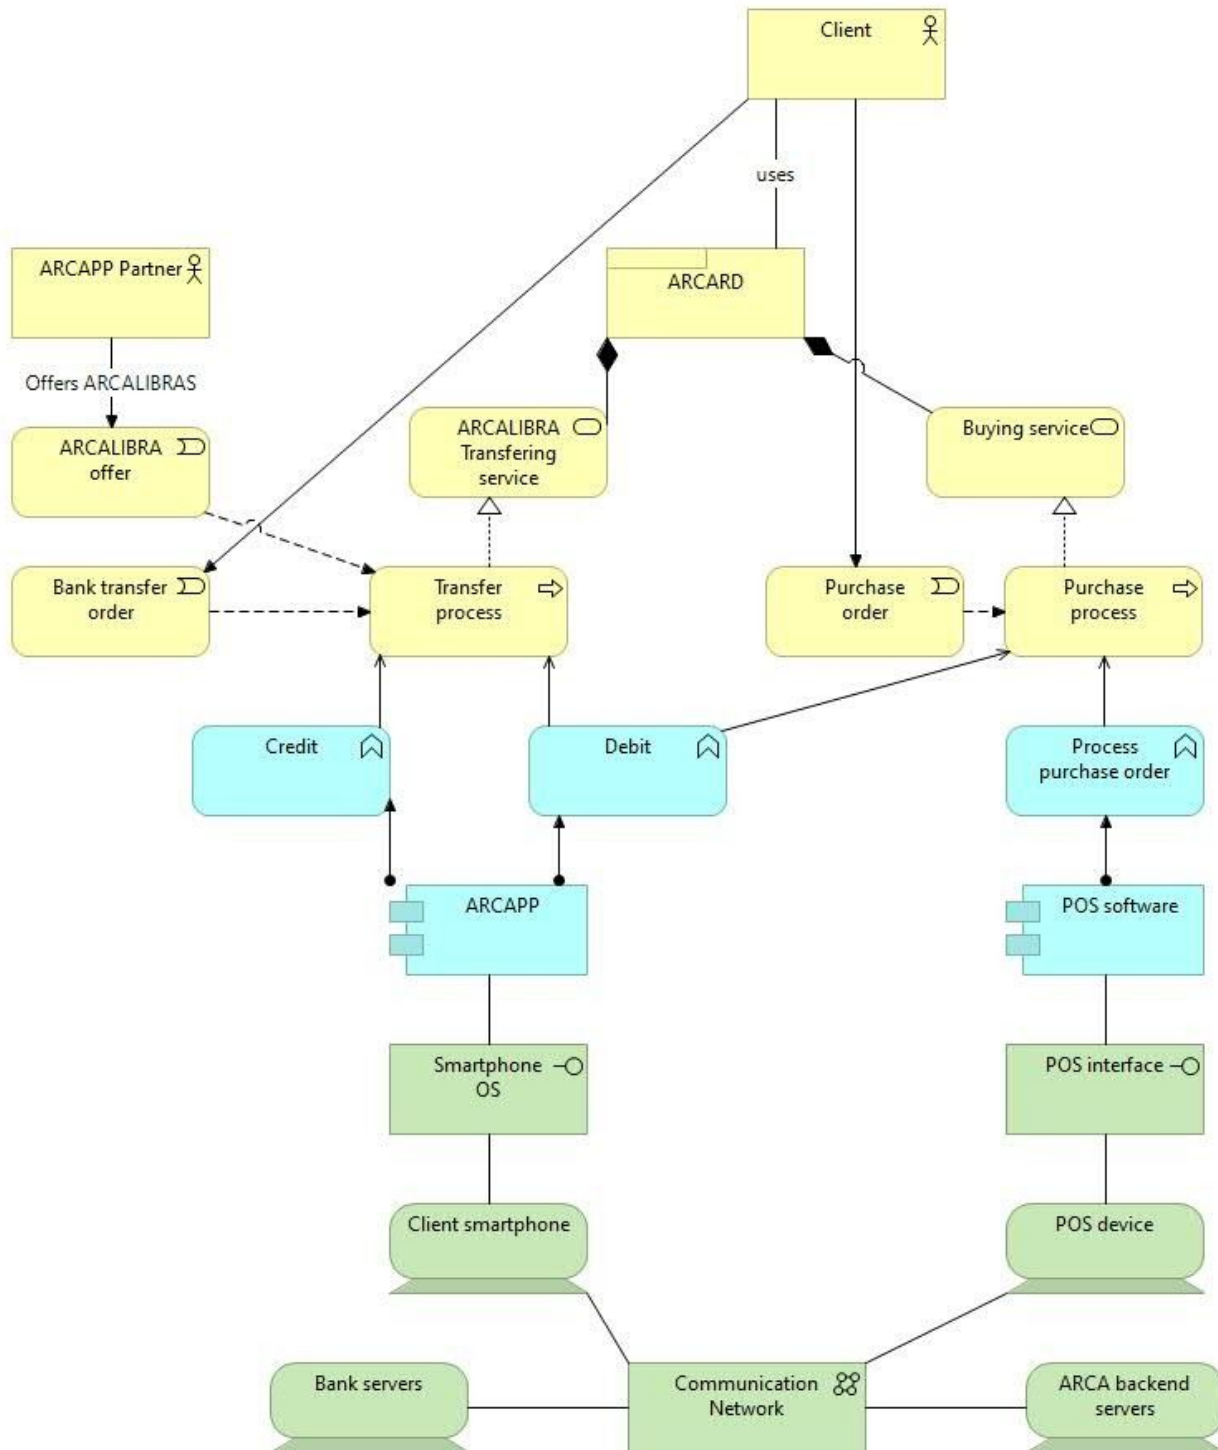 Client
uses
ARCAPP Partner
ARCARD
Offers ARCALIBRAS
ARCALIBRA
offer
ARCALIBRA
Transfering
service
Buying service
Bank transfer
order
Transfer
process
Purchase
order
Purchase
process
Credit
Debit
Process
purchase order
ARCAPP
POS software
Smartphone
OS
POS interface
Client smartphone
POS device
Bank servers
Communication
Network
ARCA backend
servers